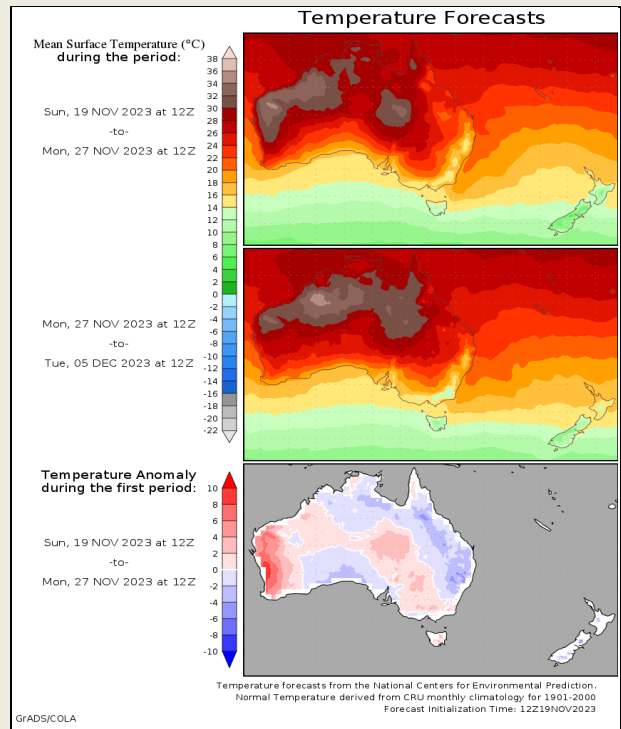 Temperature Forecasts
Mean Surface Temperature (°C)
during the period:
Sun, 19 NOV 2023 at 12Z
-to-
Mon, 27 NOV 2023 at 12Z
38
36
34
32
30
28
26
24
22
20
18
16
14
12
10
8
6
4
2
0
-2
-4
-6
-8
-10
-12
-14
-16
-18
-20
-22
Mon, 27 NOV 2023 at 12Z
-to-
Tue, 05 DEC 2023 at 12Z
Temperature Anomaly
during the first period:
Sun, 19 NOV 2023 at 12Z
-to-
Mon, 27 NOV 2023 at 12Z
10
8
6
4
2
0
-2
-4
-6
-8
-10
Temperature forecasts from the National Centers for Environmental Prediction.
Normal Temperature derived from CRU monthly climatology for 1901-2000
Forecast Initialization Time: 12Z19NOV2023
GrADS/COLA